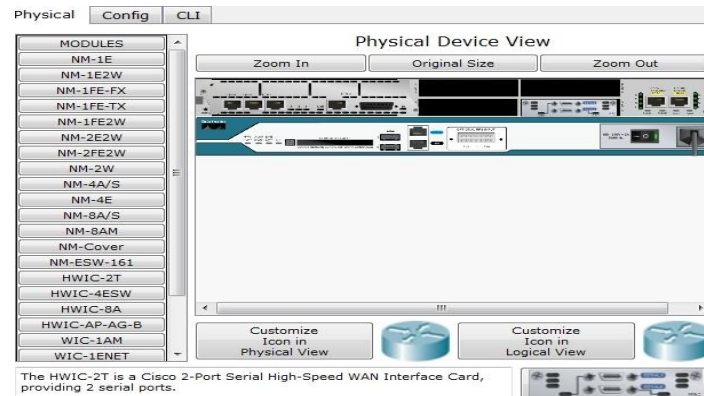 Physical Config CLI
MODULES
NM-1E
NM-1E2W
NM-1FE-FX
NM-1FE-TX
NM-1FE2W
NM-2E2W
NM-2FE2W
NM-2W
NM-4A/S
NM-4E
NM-8A/S
NM-8AM
NM-Cover
NM-ESW-161
HWIC-2T
HWIC-4ESW
HWIC-8A
HWIC-AP-AG-B
WIC-1AM
WIC-1ENET
Physical Device View
Zoom In Original Size Zoom Out
Customize
Icon in
Physical View
Customize
Icon in
Logical View
The HWIC-2T is a Cisco 2-Port Serial High-Speed WAN Interface Card,
providing 2 serial ports.